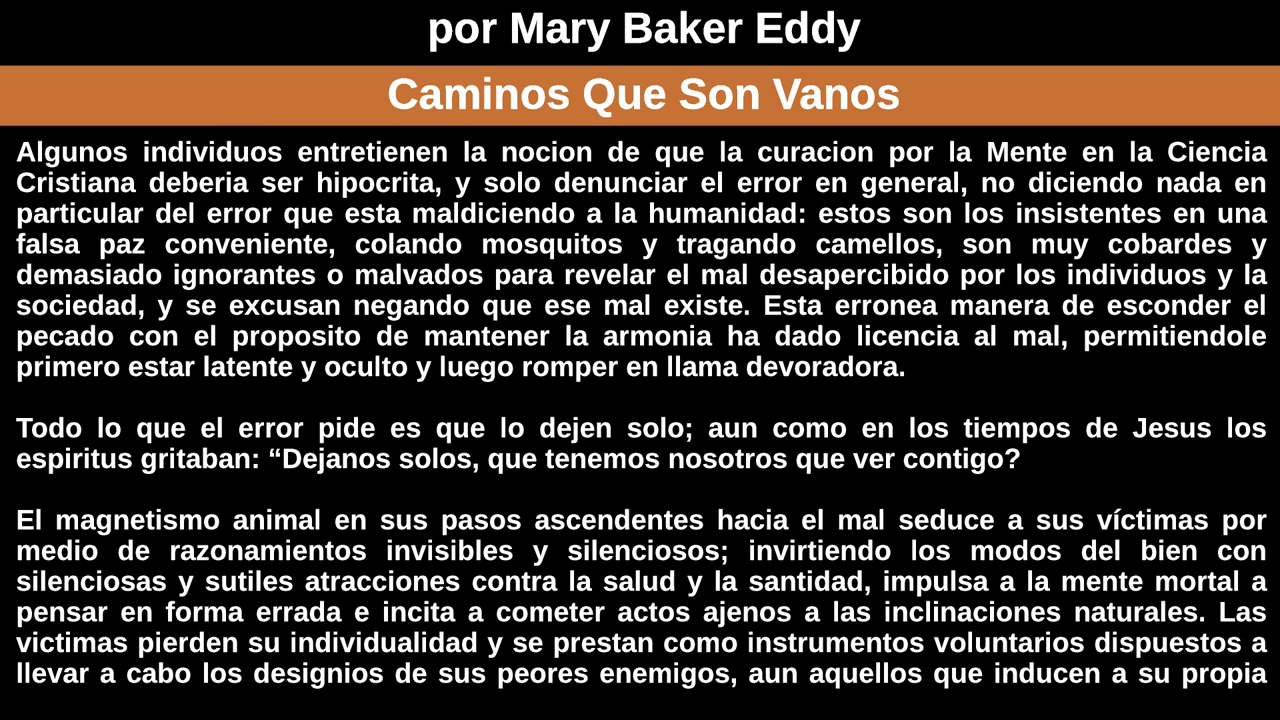 por Mary Baker Eddy
Caminos Que Son Vanos
Algunos individuos entretienen la nocion de que la curacion por la Mente en la Ciencia
Cristiana deberia ser hipocrita, y solo denunciar el error en general, no diciendo nada en
particular del error que esta maldiciendo a la humanidad: estos son los insistentes en una
falsa paz conveniente, colando mosquitos y tragando camellos, son muy cobardes y
demasiado ignorantes o malvados para revelar el mal desapercibido por los individuos y la
sociedad, y se excusan negando que ese mal existe. Esta erronea manera de esconder el
pecado con el proposito de mantener la armonia ha dado licencia al mal, permitiendole
primero estar latente y oculto y luego romper en llama devoradora.
Todo lo que el error pide es que lo dejen solo; aun como en los tiempos de Jesus los
espiritus gritaban: “Dejanos solos, que tenemos nosotros que ver contigo?
El magnetismo animal en sus pasos ascendentes hacia el mal seduce a sus víctimas por
medio de razonamientos invisibles y silenciosos; invirtiendo los modos del bien con
silenciosas y sutiles atracciones contra la salud y la santidad, impulsa a la mente mortal a
pensar en forma errada e incita a cometer actos ajenos a las inclinaciones naturales. Las
victimas pierden su individualidad y se prestan como instrumentos voluntarios dispuestos a
llevar a cabo los designios de sus peores enemigos, aun aquellos que inducen a su propia